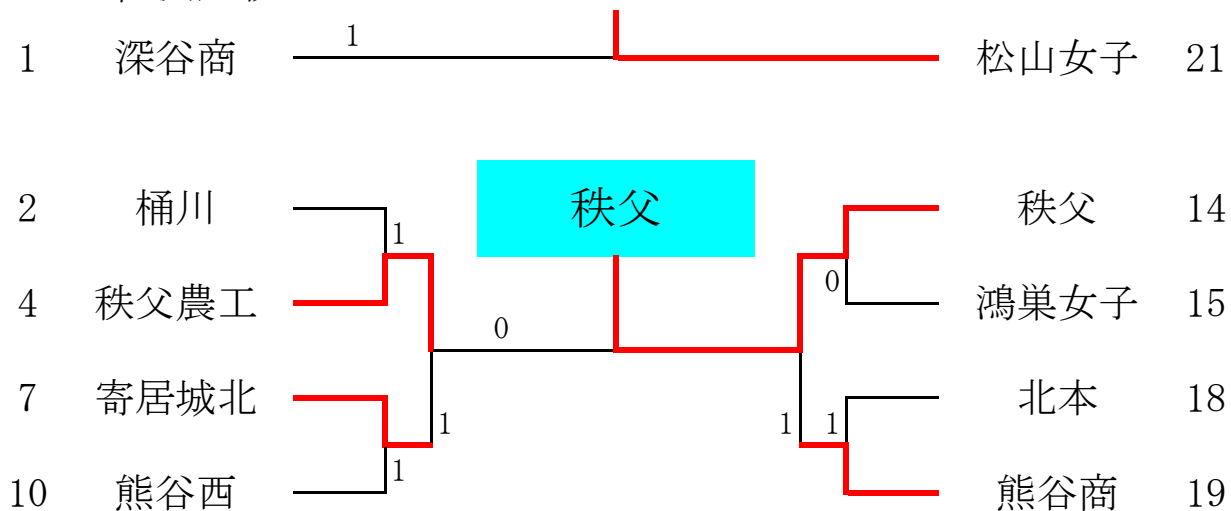 1 深谷商 1 松山女子 21
2 桶川 秩父 秩父 14
1
4 秩父農工 0 鴻巣女子 15
0
7 寄居城北 北本 18
1 1 1
10 熊谷西 1 熊谷商 19